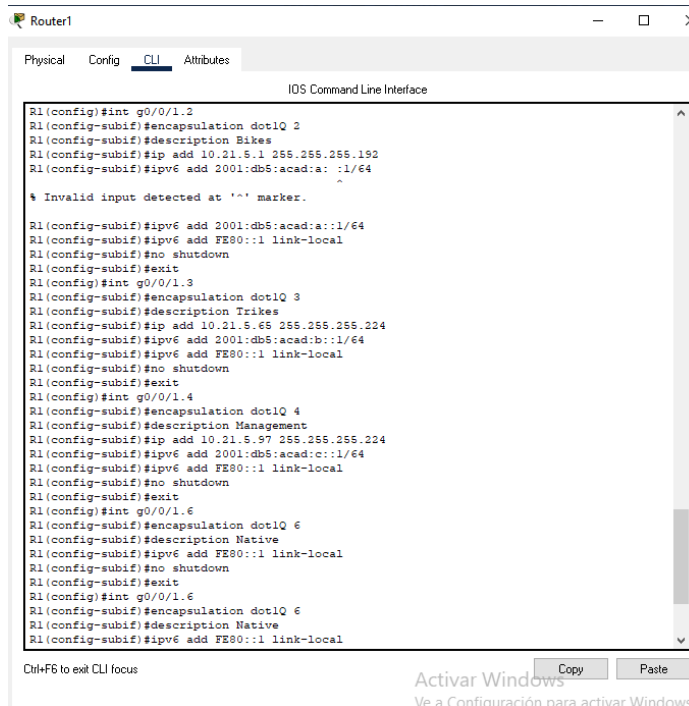 Router1
Physical Config CLI Attributes
IOS Command Line Interface
R1(config)#int g0/0/1.2
R1(config-subif)#encapsulation dot1Q 2
R1(config-subif)#description Bikes
R1(config-subif)#ip add 10.21.5.1 255.255.255.192
R1(config-subif)#ipv6 add 2001:db5:acad:a: :1/64
^
% Invalid input detected at '^' marker.
R1(config-subif)#ipv6 add 2001:db5:acad:a::1/64
R1(config-subif)#ipv6 add FE80::1 link-local
R1(config-subif)#no shutdown
R1(config-subif)#exit
R1(config)#int g0/0/1.3
R1(config-subif)#encapsulation dot1Q 3
R1(config-subif)#description Trikes
R1(config-subif)#ip add 10.21.5.65 255.255.255.224
R1(config-subif)#ipv6 add 2001:db5:acad:b::1/64
R1(config-subif)#ipv6 add FE80::1 link-local
R1(config-subif)#no shutdown
R1(config-subif)#exit
R1(config)#int g0/0/1.4
R1(config-subif)#encapsulation dot1Q 4
R1(config-subif)#description Management
R1(config-subif)#ip add 10.21.5.97 255.255.255.224
R1(config-subif)#ipv6 add 2001:db5:acad:c::1/64
R1(config-subif)#ipv6 add FE80::1 link-local
R1(config-subif)#no shutdown
R1(config-subif)#exit
R1(config)#int g0/0/1.6
R1(config-subif)#encapsulation dot1Q 6
R1(config-subif)#description Native
R1(config-subif)#ipv6 add FE80::1 link-local
R1(config-subif)#no shutdown
R1(config-subif)#exit
R1(config)#int g0/0/1.6
R1(config-subif)#encapsulation dot1Q 6
R1(config-subif)#description Native
R1(config-subif)#ipv6 add FE80::1 link-local
Ctrl+F6 to exit CLI focus
Copy Paste
Activar Windows
Ve a Configuración para activar Windows